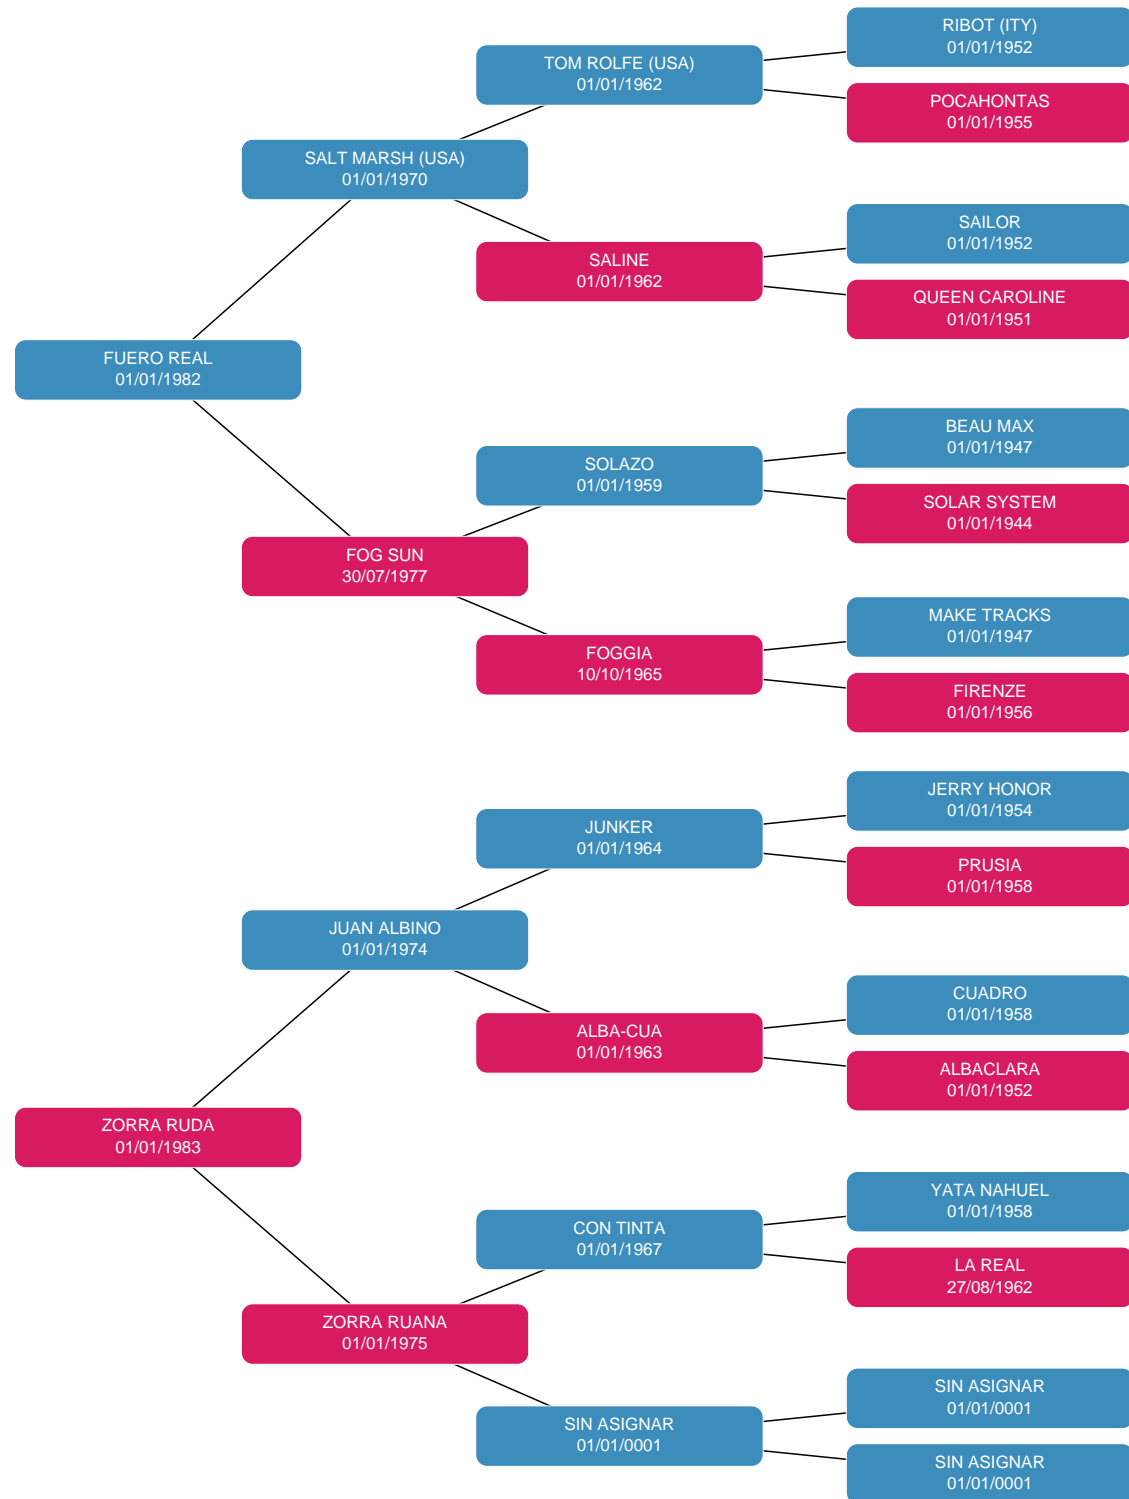 RIBOT (ITY)
01/01/1952
TOM ROLFE (USA)
01/01/1962
POCAHONTAS
01/01/1955
SALT MARSH (USA)
01/01/1970
SAILOR
01/01/1952
SALINE
01/01/1962
QUEEN CAROLINE
01/01/1951
FUERO REAL
01/01/1982
BEAU MAX
01/01/1947
SOLAZO
01/01/1959
SOLAR SYSTEM
01/01/1944
FOG SUN
30/07/1977
MAKE TRACKS
01/01/1947
FOGGIA
10/10/1965
FIRENZE
01/01/1956
JERRY HONOR
01/01/1954
JUNKER
01/01/1964
PRUSIA
01/01/1958
JUAN ALBINO
01/01/1974
CUADRO
01/01/1958
ALBA-CUA
01/01/1963
ALBACLARA
01/01/1952
ZORRA RUDA
01/01/1983
YATA NAHUEL
01/01/1958
CON TINTA
01/01/1967
LA REAL
27/08/1962
ZORRA RUANA
01/01/1975
SIN ASIGNAR
01/01/0001
SIN ASIGNAR
01/01/0001
SIN ASIGNAR
01/01/0001